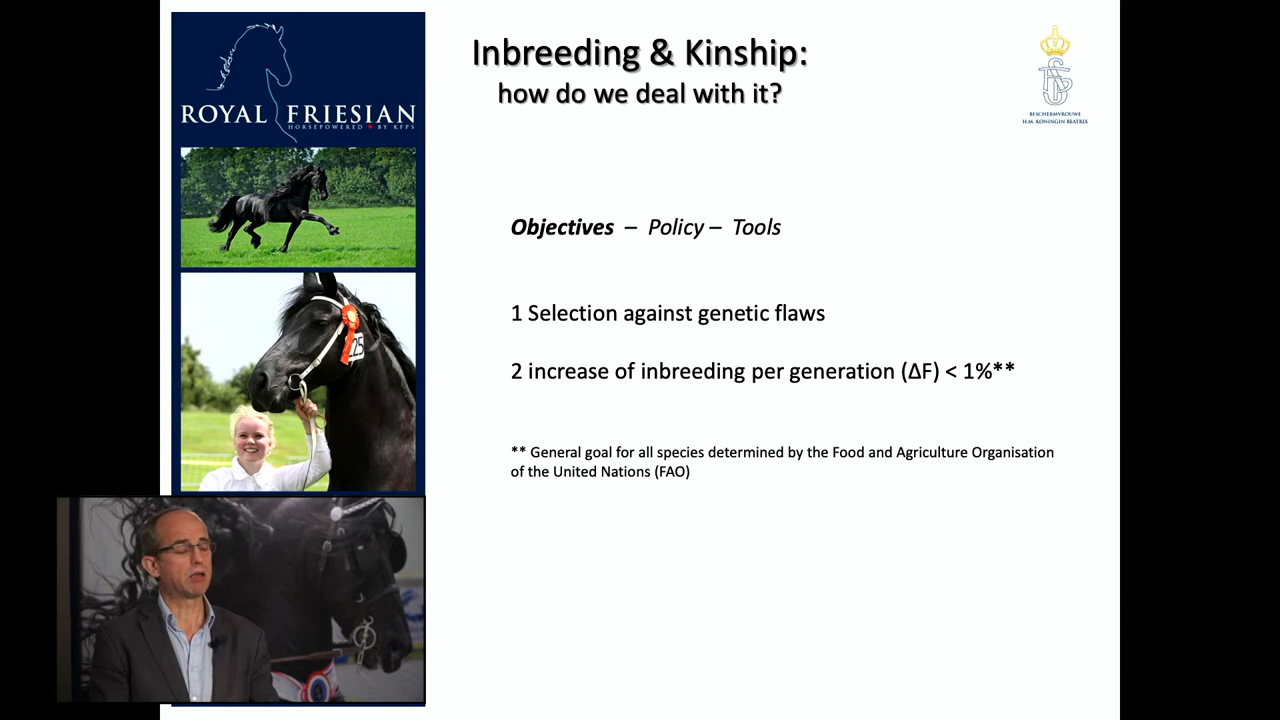 ROYAL FRIESIAN
HORSEPOWERED BY KFPS
Inbreeding & Kinship:
how do we deal with it?
BESCHERMVROUWE
H.M. KONINGIN BEATRIX
Objectives – Policy – Tools
1 Selection against genetic flaws
2 increase of inbreeding per generation (ΔF) < 1%**
** General goal for all species determined by the Food and Agriculture Organisation
of the United Nations (FAO)
25